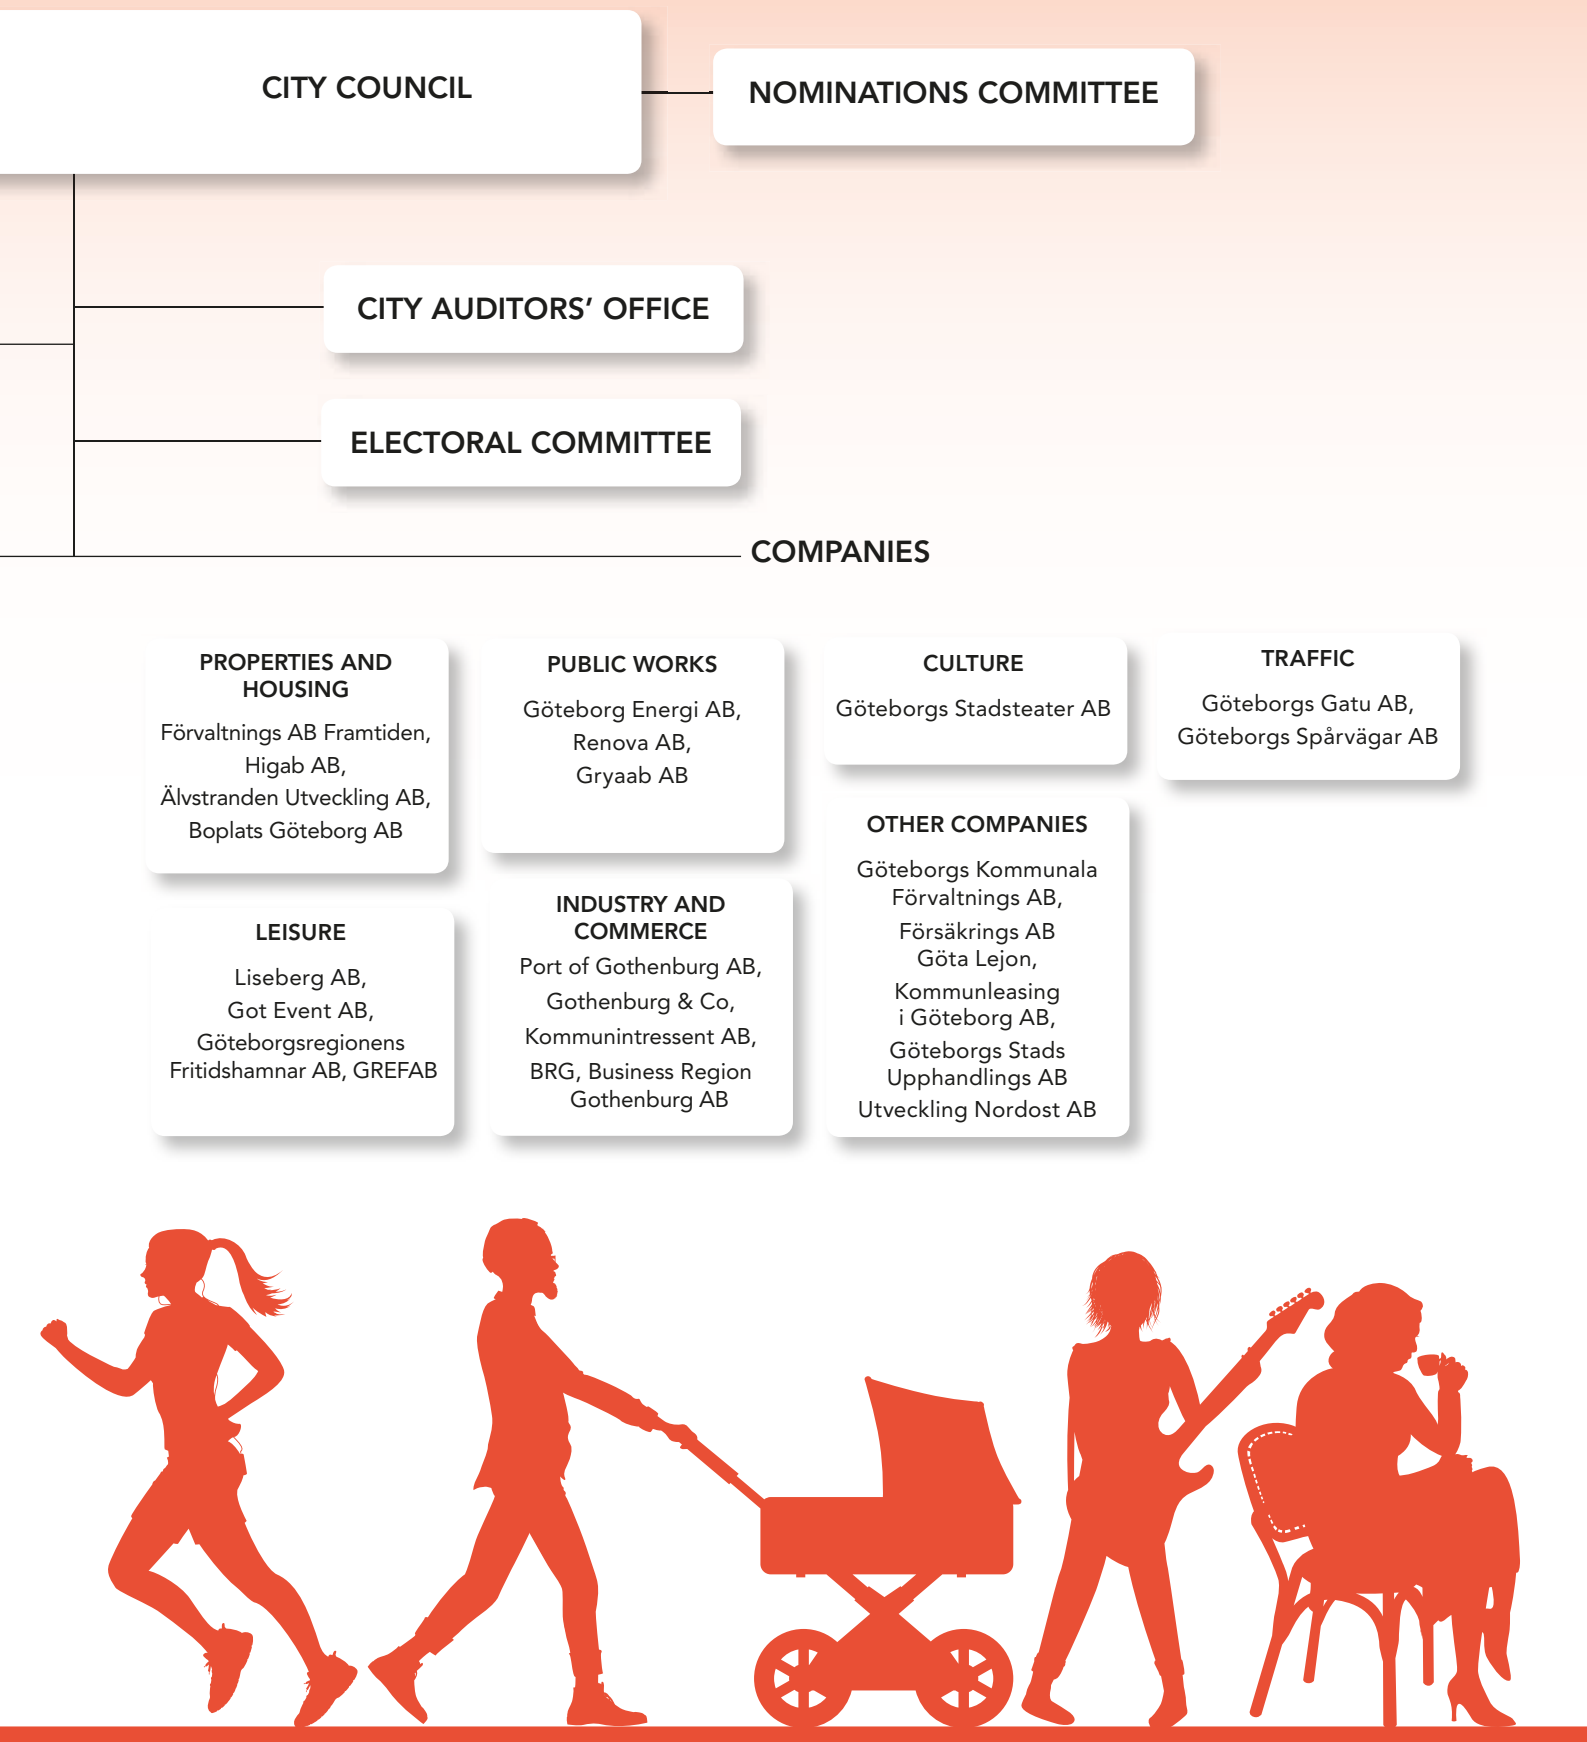 CITY COUNCIL
NOMINATIONS COMMITTEE
CITY AUDITORS’ OFFICE
ELECTORAL COMMITTEE
COMPANIES
PROPERTIES AND
HOUSING
Förvaltnings AB Framtiden,
Higab AB,
Älvstranden Utveckling AB,
Boplats Göteborg AB
PUBLIC WORKS
Göteborg Energi AB,
Renova AB,
Gryaab AB
CULTURE
Göteborgs Stadsteater AB
TRAFFIC
Göteborgs Gatu AB,
Göteborgs Spårvägar AB
LEISURE
Liseberg AB,
Got Event AB,
Göteborgsregionens
Fritidshamnar AB, GREFAB
INDUSTRY AND
COMMERCE
Port of Gothenburg AB,
Gothenburg & Co,
Kommunintressent AB,
BRG, Business Region
Gothenburg AB
OTHER COMPANIES
Göteborgs Kommunala
Förvaltnings AB,
Försäkrings AB
Göta Lejon,
Kommunleasing
i Göteborg AB,
Göteborgs Stads
Upphandlings AB
Utveckling Nordost AB